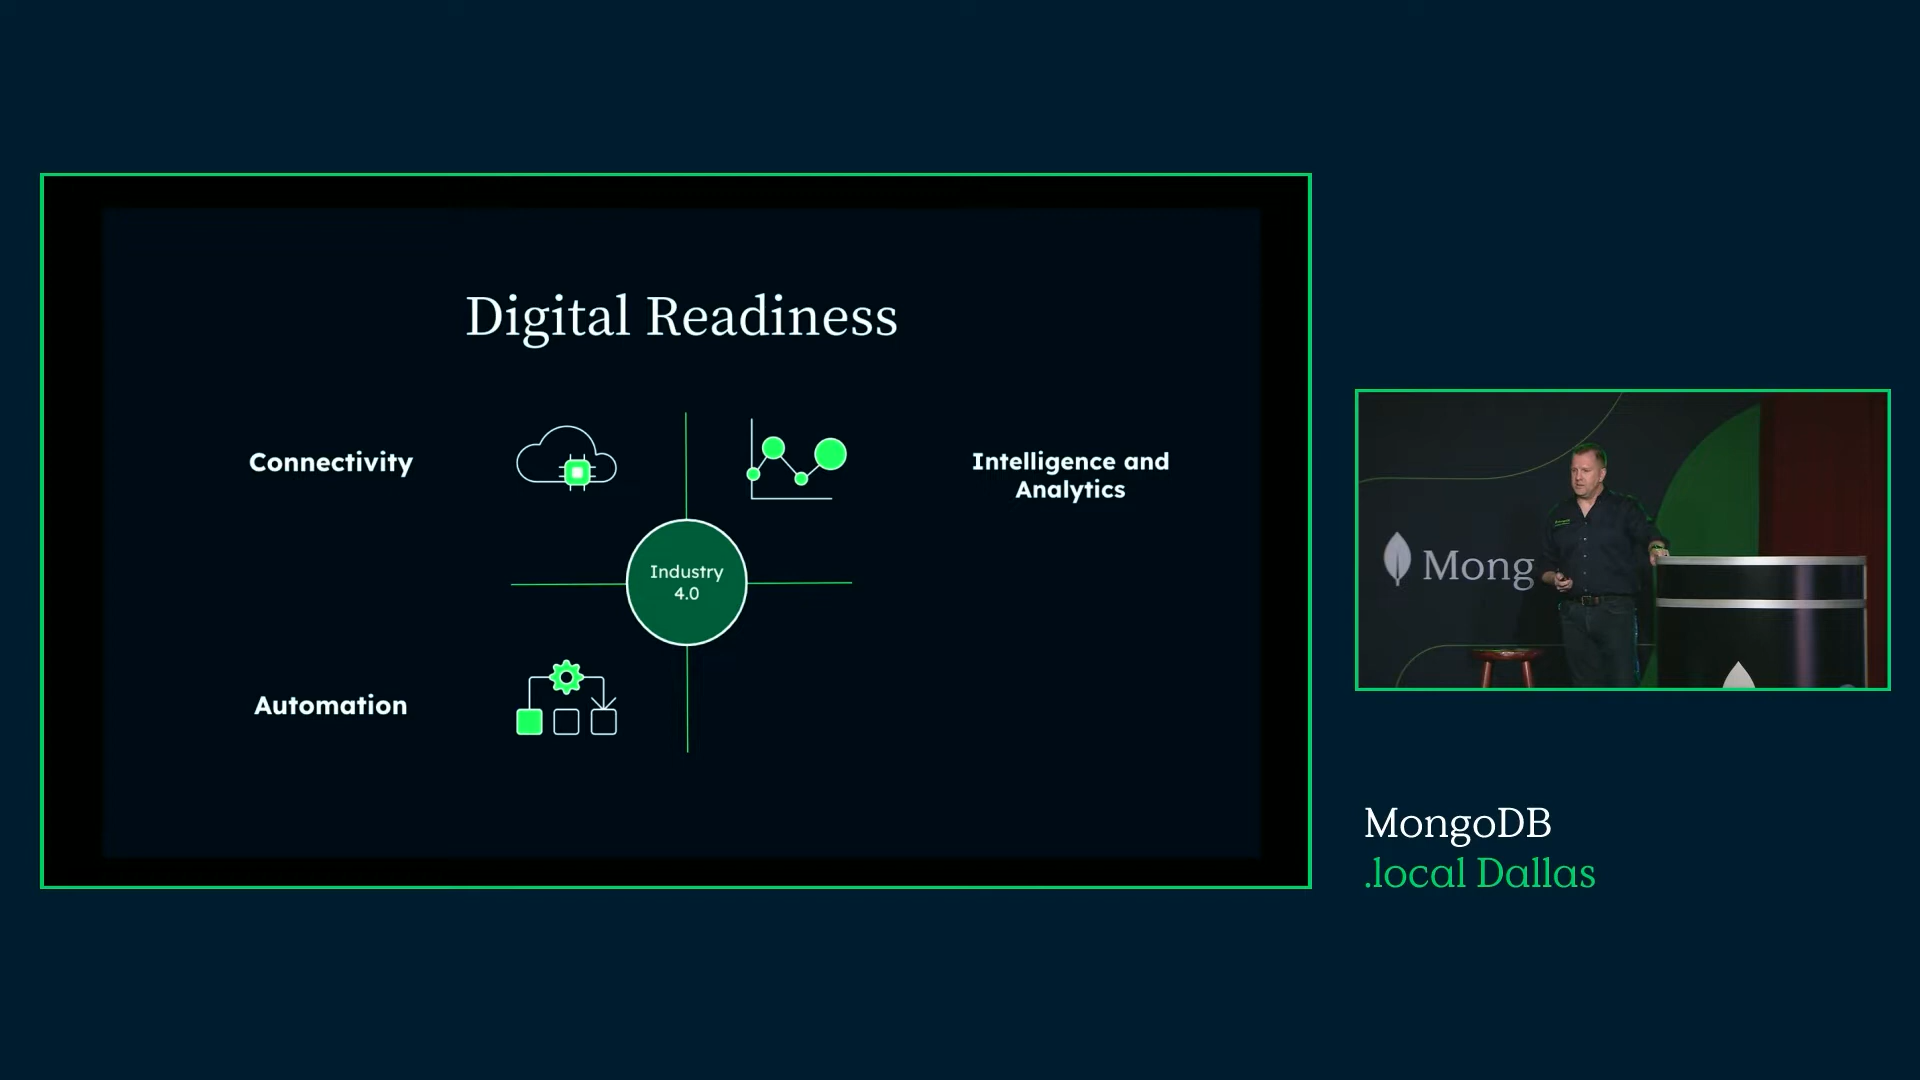 Digital Readiness
Connectivity
Intelligence and
Analytics
Industry
4.0
Automation
Mong
MongoDB
.local Dallas